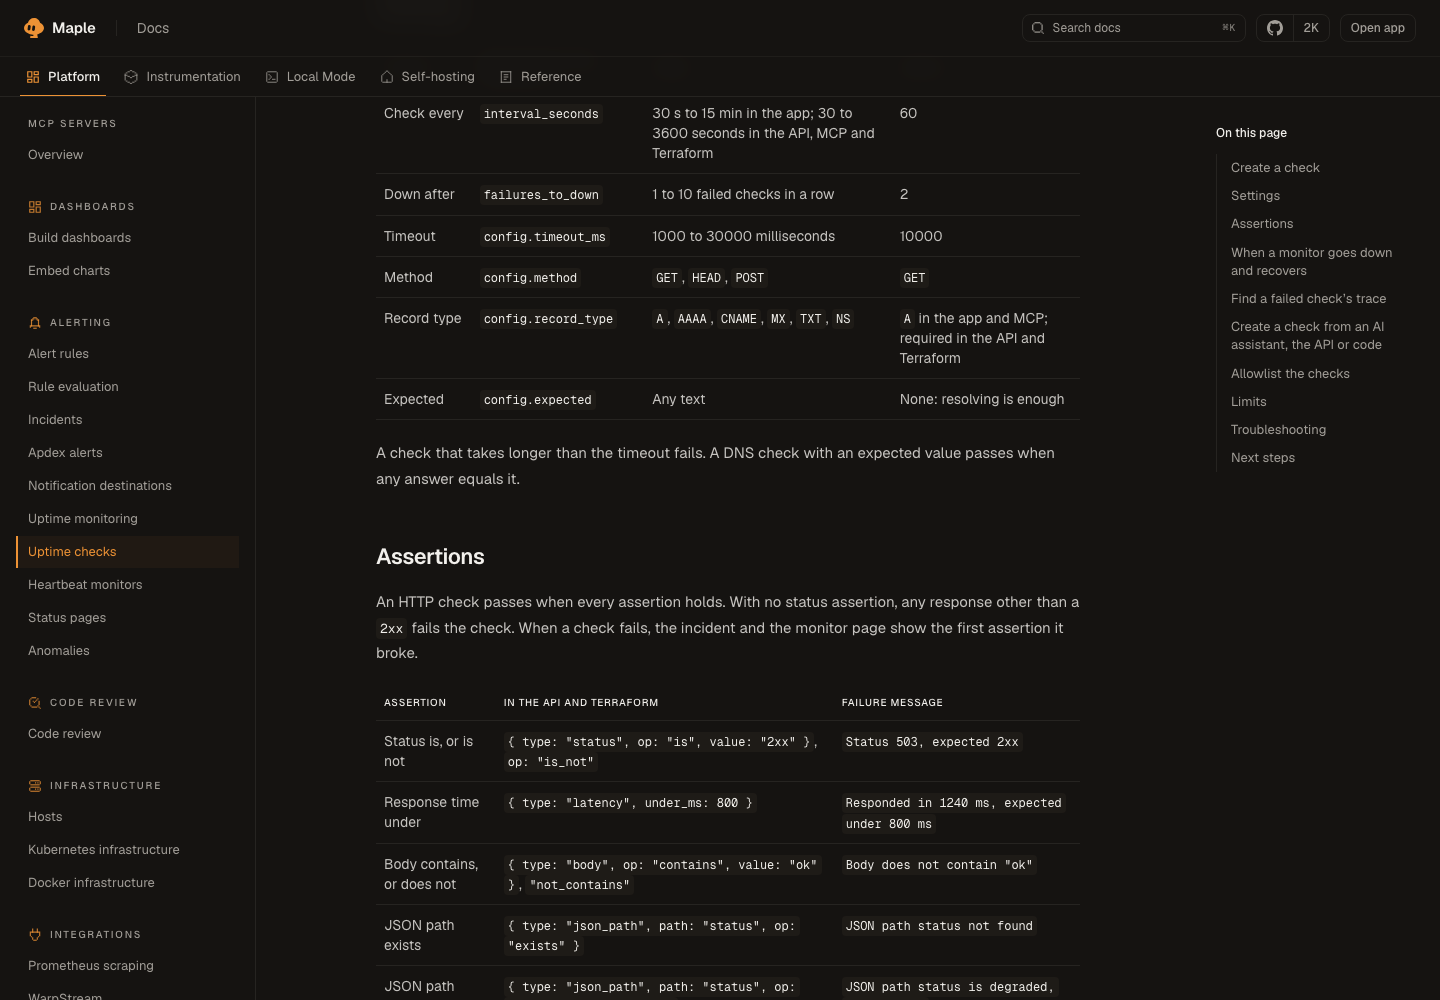 Maple
Docs
Search docs
⌘K
2K
Open app
Platform
Instrumentation
Local Mode
Self-hosting
Reference
MCP SERVERS
Overview
DASHBOARDS
Build dashboards
Embed charts
ALERTING
Alert rules
Rule evaluation
Incidents
Apdex alerts
Notification destinations
Uptime monitoring
Uptime checks
Heartbeat monitors
Status pages
Anomalies
CODE REVIEW
Code review
INFRASTRUCTURE
Hosts
Kubernetes infrastructure
Docker infrastructure
INTEGRATIONS
Prometheus scraping
WarpStream
Check every interval_seconds 30 s to 15 min in the app; 30 to 60
3600 seconds in the API, MCP and
Terraform
Down after failures_to_down 1 to 10 failed checks in a row 2
Timeout config.timeout_ms 1000 to 30000 milliseconds 10000
Method config.method GET, HEAD, POST GET
Record type config.record_type A, AAAA, CNAME, MX, TXT, NS A in the app and MCP;
required in the API and
Terraform
Expected config.expected Any text None: resolving is enough
A check that takes longer than the timeout fails. A DNS check with an expected value passes when
any answer equals it.
Assertions
An HTTP check passes when every assertion holds. With no status assertion, any response other than a
2xx fails the check. When a check fails, the incident and the monitor page show the first assertion it
broke.
ASSERTION IN THE API AND TERRAFORM FAILURE MESSAGE
Status is, or is { type: "status", op: "is", value: "2xx" }, Status 503, expected 2xx
not op: "is_not"
Response time { type: "latency", under_ms: 800 } Responded in 1240 ms, expected
under under 800 ms
Body contains, { type: "body", op: "contains", value: "ok" Body does not contain "ok"
or does not }, "not_contains"
JSON path { type: "json_path", path: "status", op: JSON path status not found
exists "exists" }
JSON path { type: "json_path", path: "status", op: JSON path status is degraded,
On this page
Create a check
Settings
Assertions
When a monitor goes down
and recovers
Find a failed check's trace
Create a check from an AI
assistant, the API or code
Allowlist the checks
Limits
Troubleshooting
Next steps